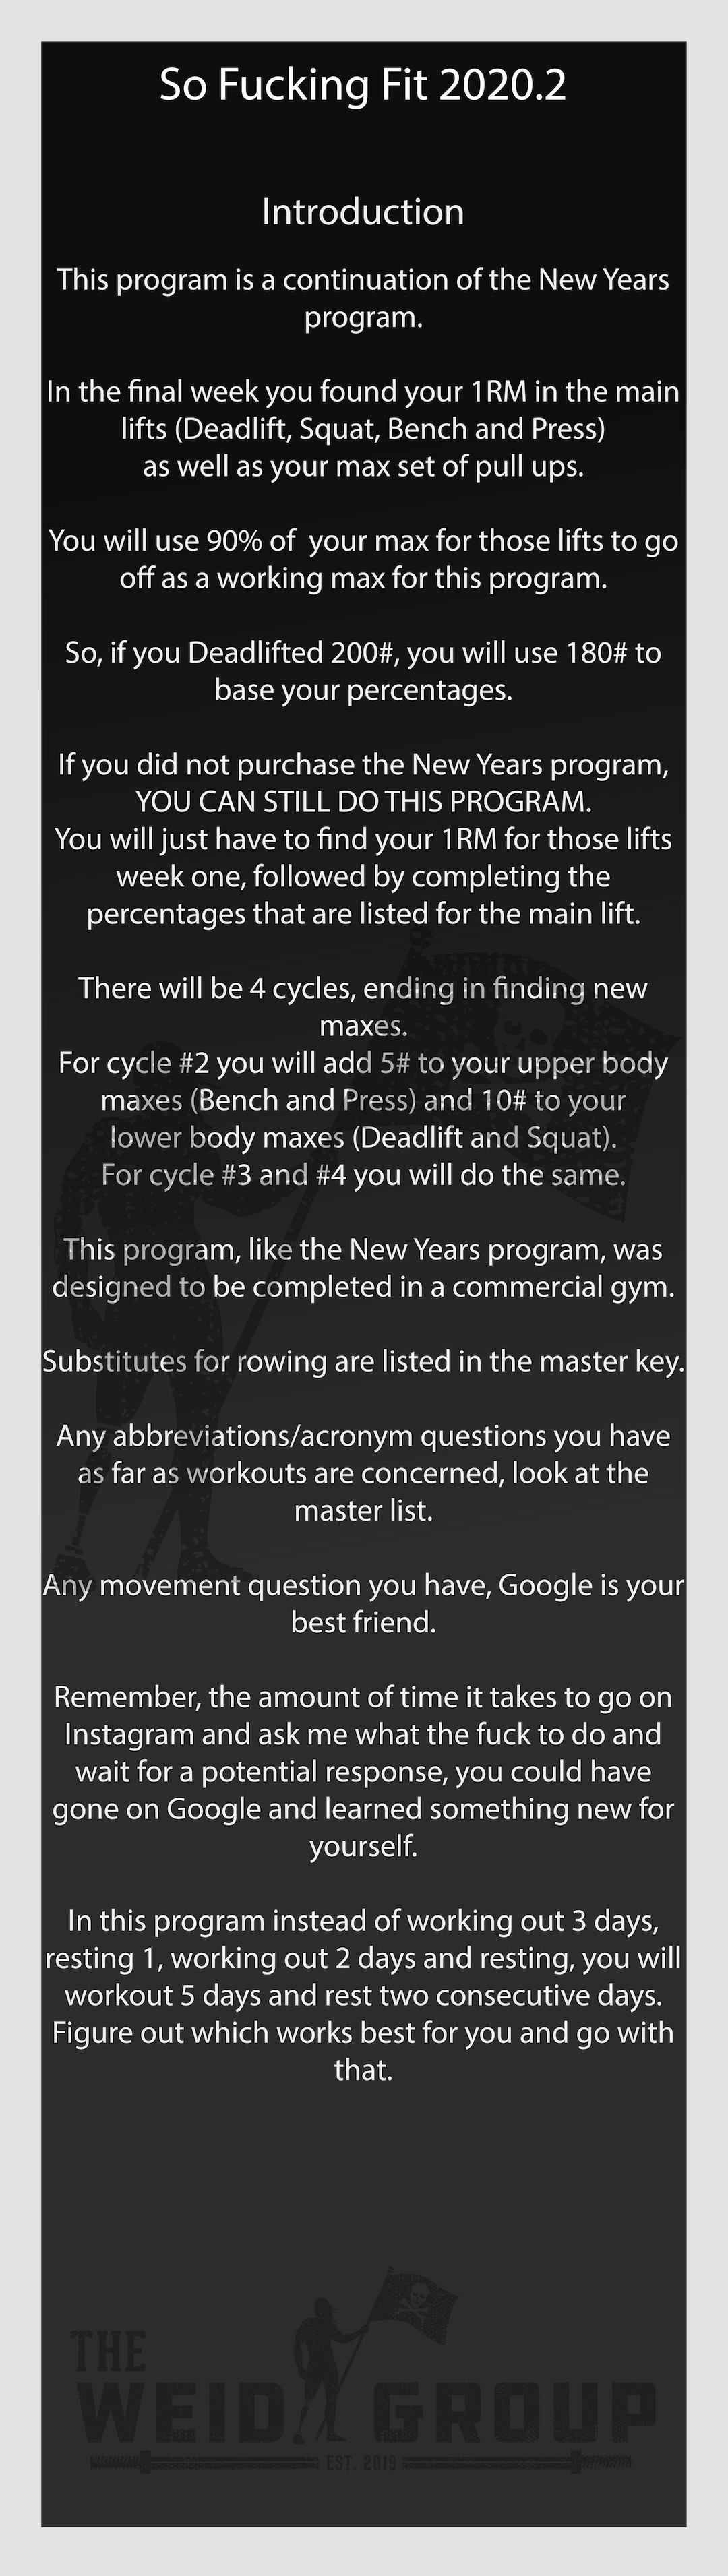 So Fucking Fit 2020.2
Introduction
This program is a continuation of the New Years
program.
In the final week you found your 1RM in the main
lifts (Deadlift, Squat, Bench and Press)
as well as your max set of pull ups.
You will use 90% of  your max for those lifts to go
off as a working max for this program.
So, if you Deadlifted 200#, you will use 180# to
base your percentages.
If you did not purchase the New Years program,
YOU CAN STILL DO THIS PROGRAM.
You will just have to find your 1RM for those lifts
week one, followed by completing the
percentages that are listed for the main lift.
There will be 4 cycles, ending in finding new
maxes.
For cycle #2 you will add 5# to your upper body
maxes (Bench and Press) and 10# to your
lower body maxes (Deadlift and Squat).
For cycle #3 and #4 you will do the same.
This program, like the New Years program, was
designed to be completed in a commercial gym.
Substitutes for rowing are listed in the master key.
Any abbreviations/acronym questions you have
as far as workouts are concerned, look at the
master list.
Any movement question you have, Google is your
best friend.
Remember, the amount of time it takes to go on
Instagram and ask me what the fuck to do and
wait for a potential response, you could have
gone on Google and learned something new for
yourself.
In this program instead of working out 3 days,
resting 1, working out 2 days and resting, you will
workout 5 days and rest two consecutive days.
Figure out which works best for you and go with
that.
THE
WEID GROUP
EST. 2019